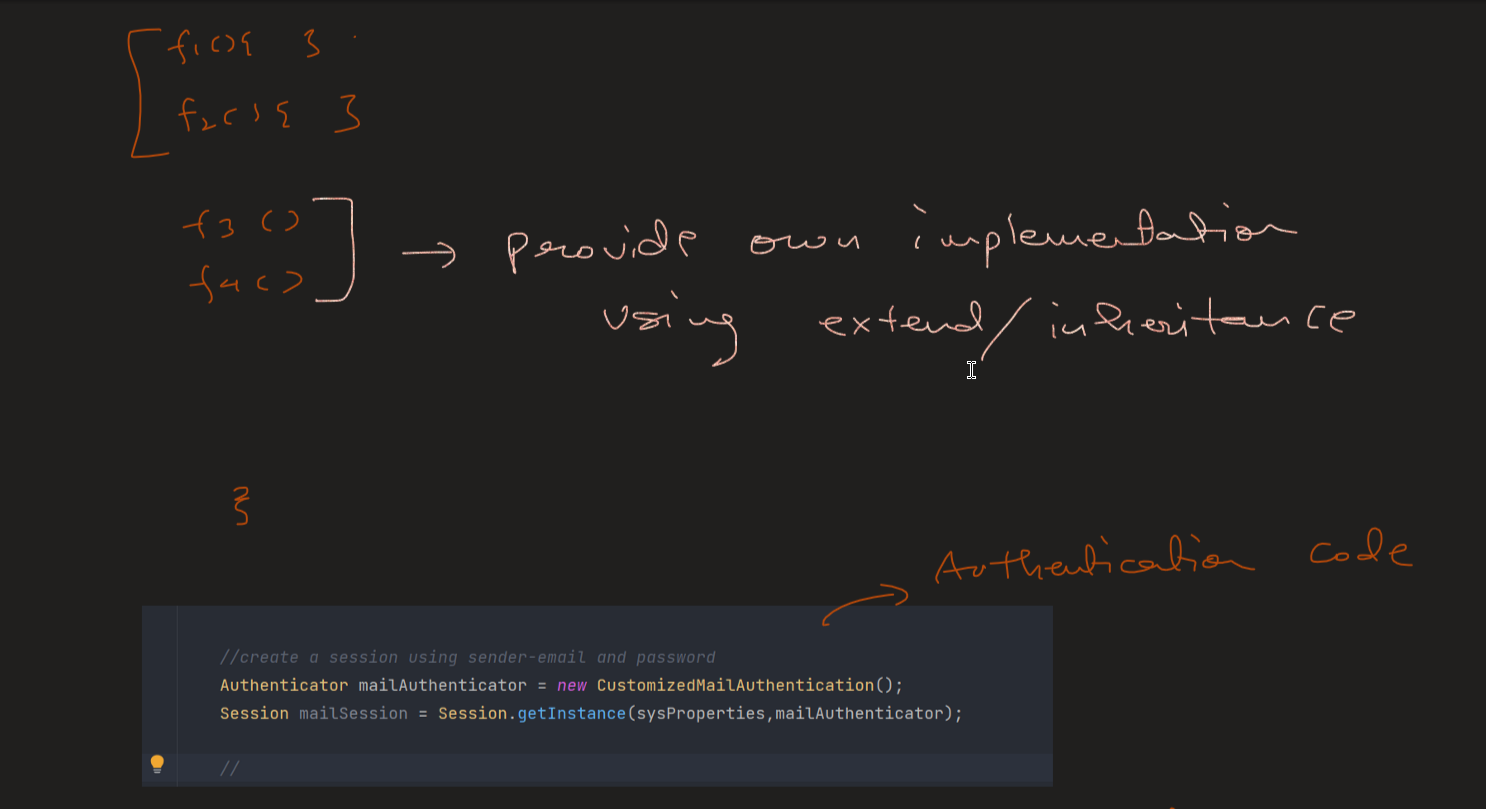 f1(){ }
f2(){ }
f3()
f4()
→ provide own implementation
using extend/inheritance
}
Authentication code
//create a session using sender-email and password
Authenticator mailAuthenticator = new CustomizedMailAuthentication();
Session mailSession = Session.getInstance(sysProperties,mailAuthenticator);
//